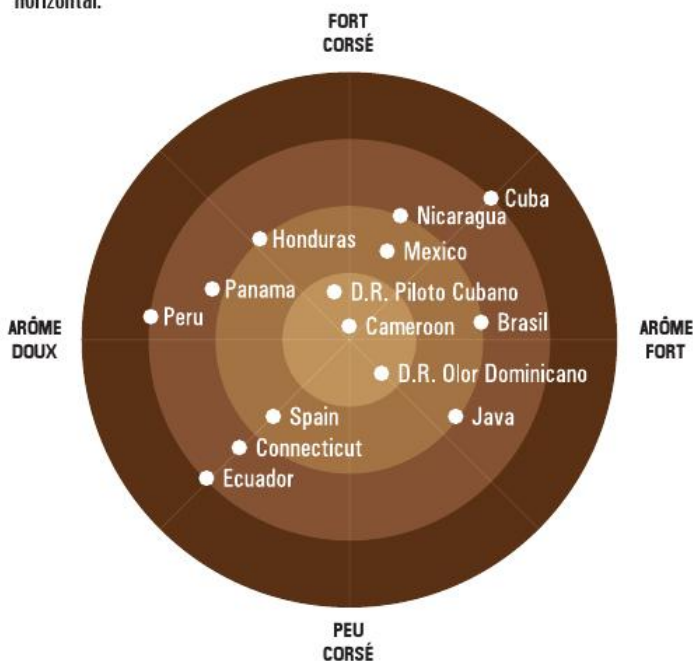 horizontal.
FORT
CORSÉ
Cuba
Nicaragua
Honduras
Mexico
Panama
D.R. Piloto Cubano
Peru
Cameroon
Brasil
ARÔME
DOUX
ARÔME
FORT
D.R. Olor Dominicano
Spain
Java
Connecticut
Ecuador
PEU
CORSÉ